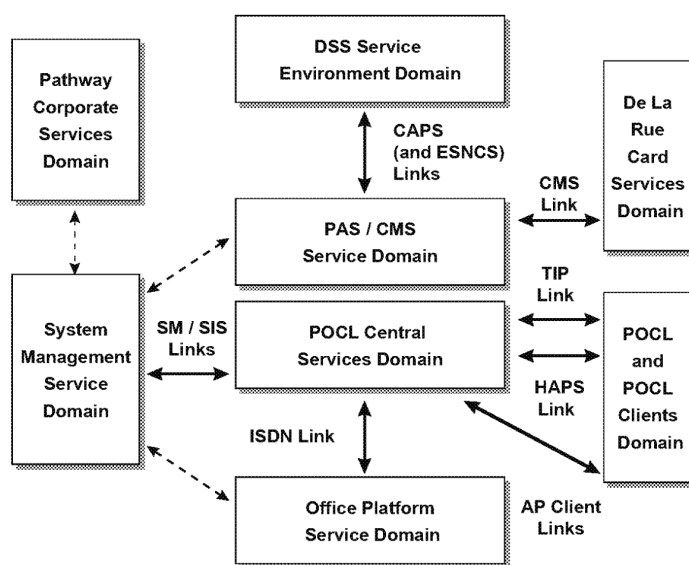 DSS Service
Environment Domain
Pathway
Corporate
Services
Domain
De La
Rue
Card
Services
Domain
CAPS
(and ESNCS)
Links
CMS
Link
PAS / CMS
Service Domain
TIP
Link
System
Management
Service
Domain
SM / SIS
Links
POCL Central
Services Domain
POCL
and
POCL
Clients
Domain
HAPS
Link
ISDN Link
Office Platform
Service Domain
AP Client
Links